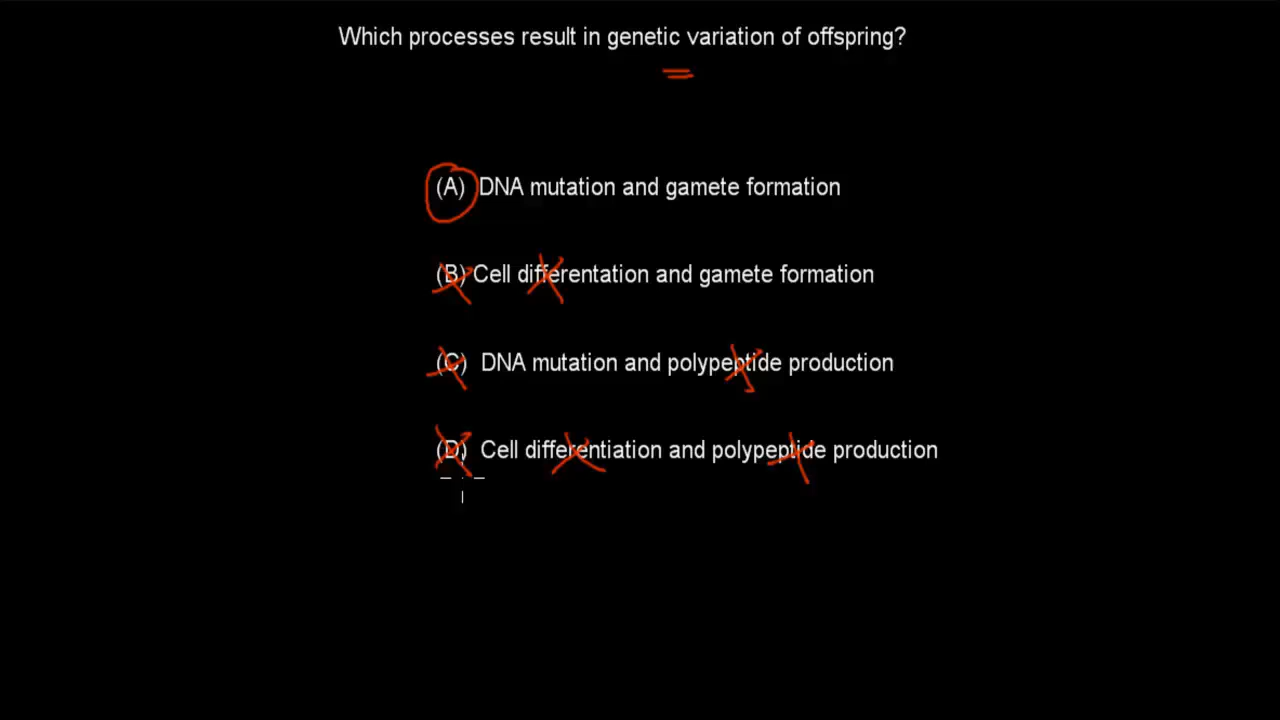 Which processes result in genetic variation of offspring?
(A) DNA mutation and gamete formation
(B) Cell differentation and gamete formation
(C) DNA mutation and polypeptide production
(D) Cell differentiation and polypeptide production